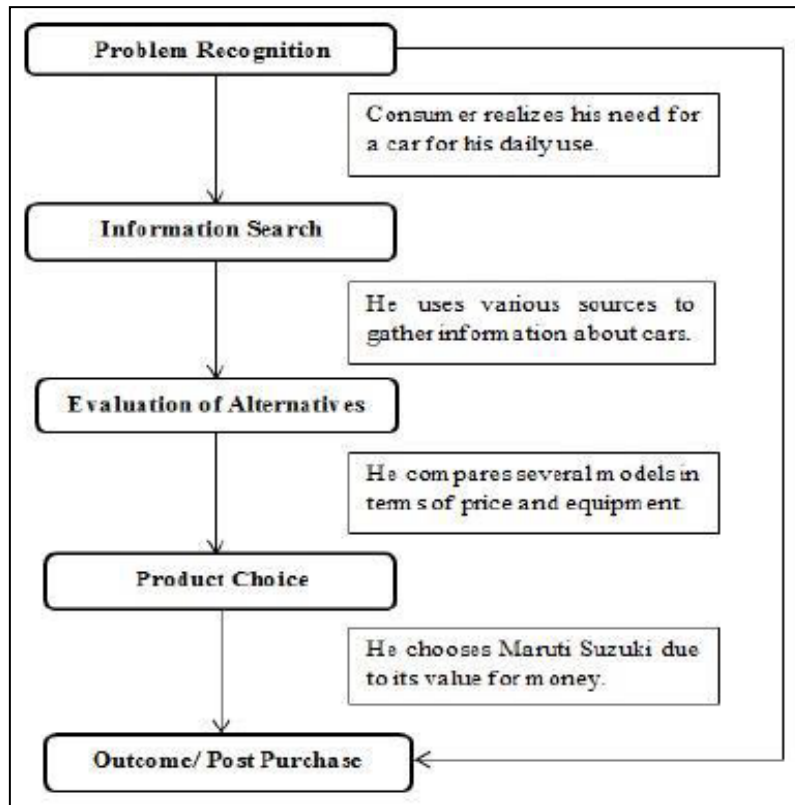 Problem Recognition
Consumer realizes his need for
a car for his daily use.
Information Search
He uses various sources to
gather information about cars.
Evaluation of Alternatives
He compares several models in
terms of price and equipment.
Product Choice
He chooses Maruti Suzuki due
to its value for money.
Outcome/ Post Purchase